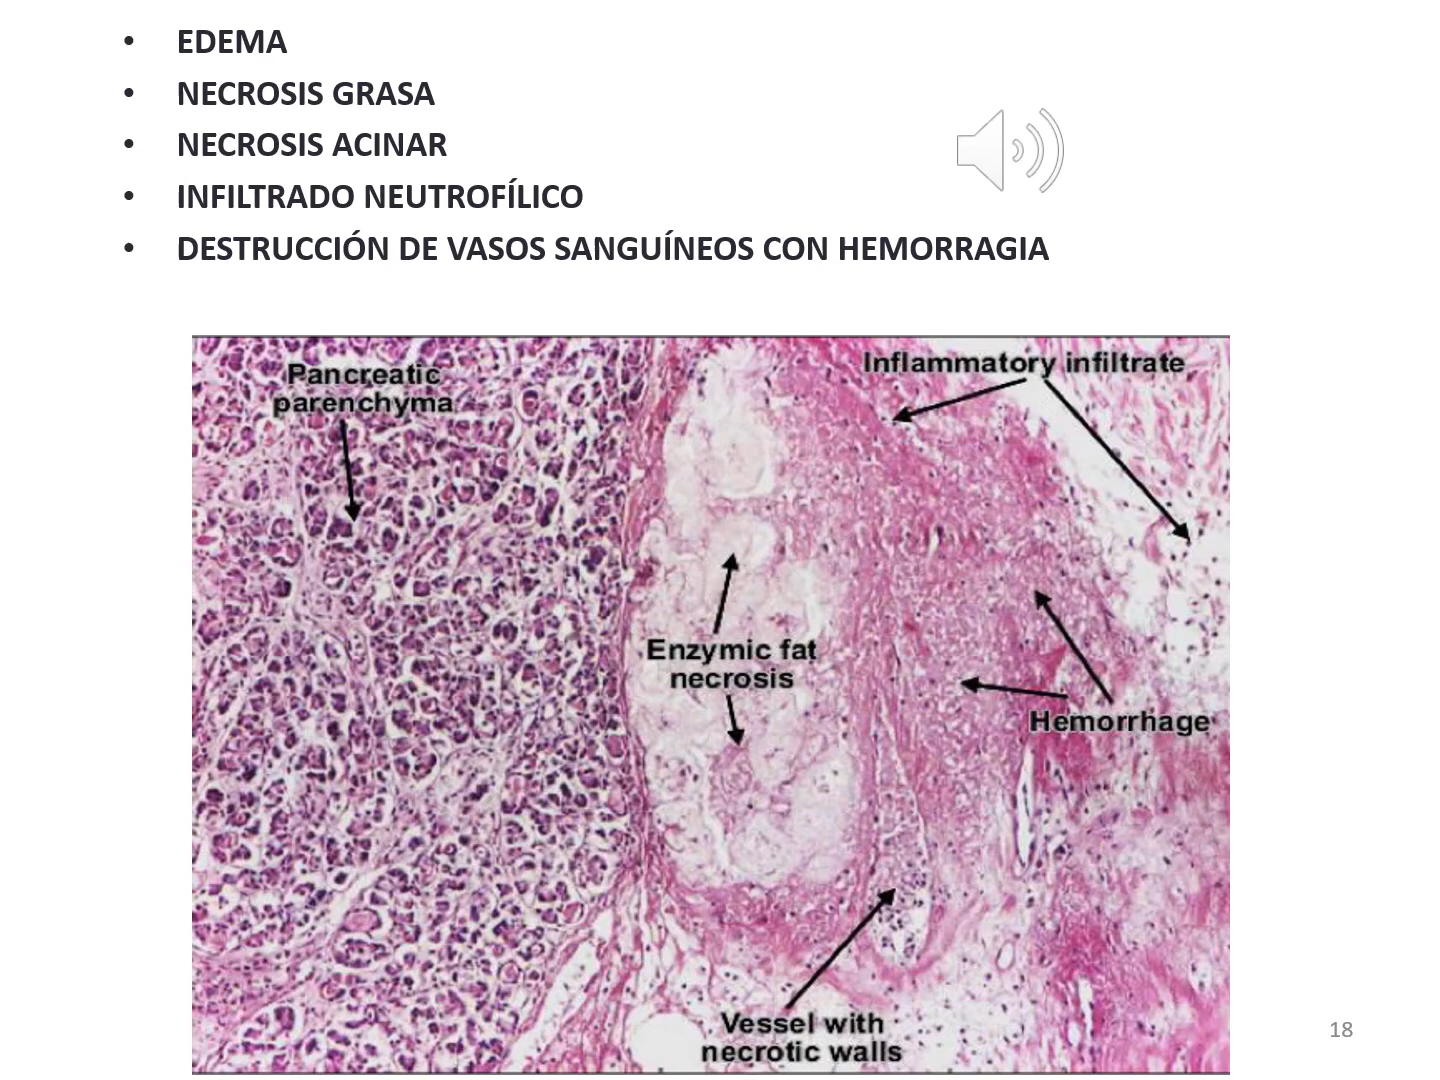 • EDEMA
• NECROSIS GRASA
• NECROSIS ACINAR
• INFILTRADO NEUTROFÍLICO
• DESTRUCCIÓN DE VASOS SANGUÍNEOS CON HEMORRAGIA
Pancreatic
parenchyma
Inflammatory infiltrate
Enzymic fat
necrosis
Hemorrhage
Vessel with
necrotic walls
18